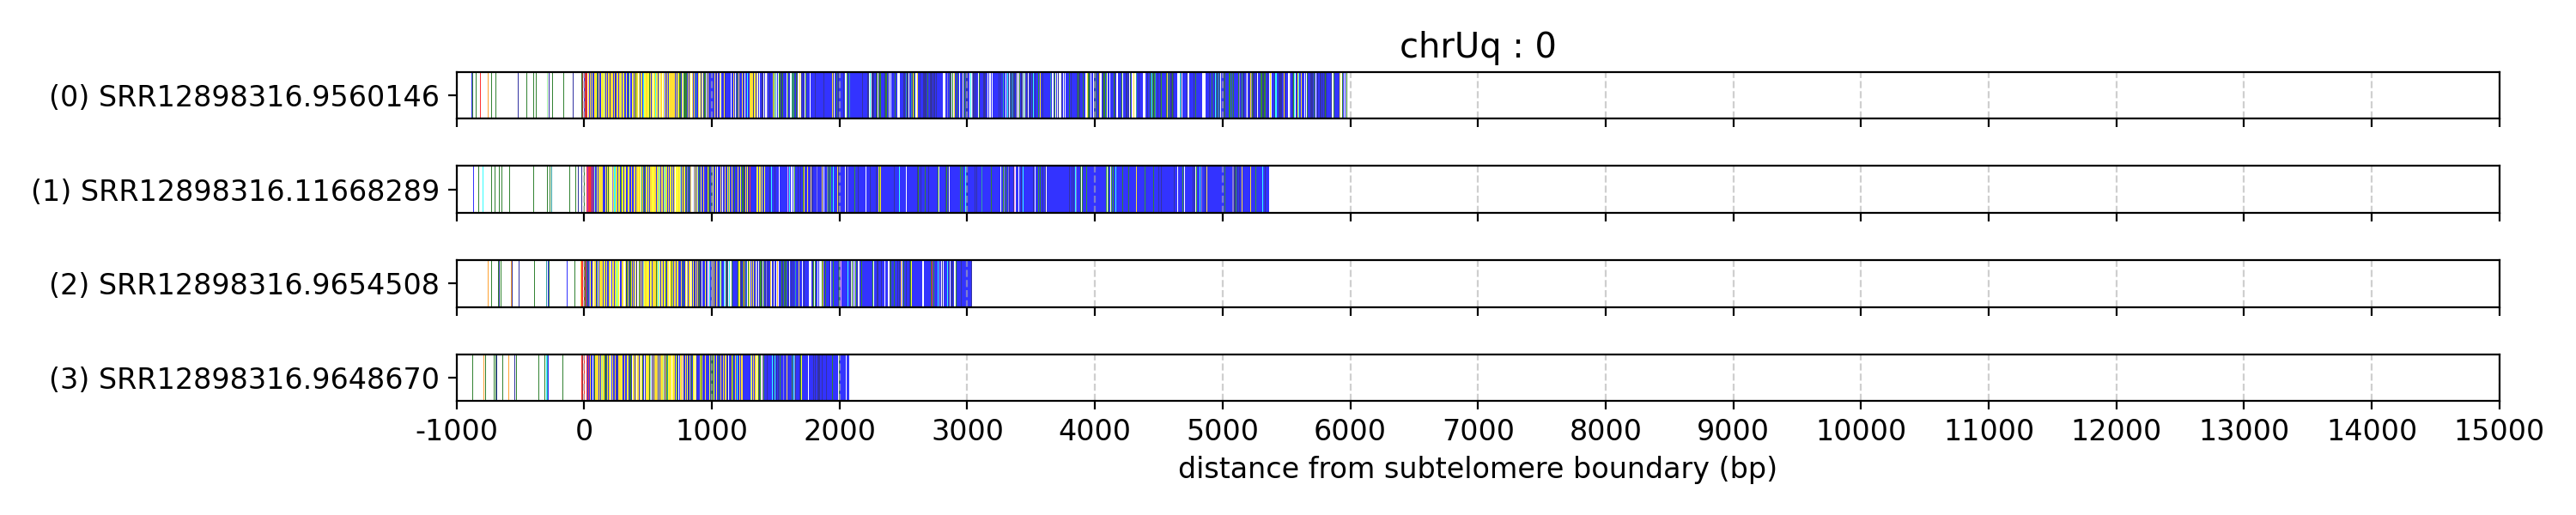 chrUq : 0
(0) SRR12898316.9560146
(1) SRR12898316.11668289
(2) SRR12898316.9654508
(3) SRR12898316.9648670
-1000 0 1000 2000 3000 4000 5000 6000 7000 8000 9000 10000 11000 12000 13000 14000 15000
distance from subtelomere boundary (bp)